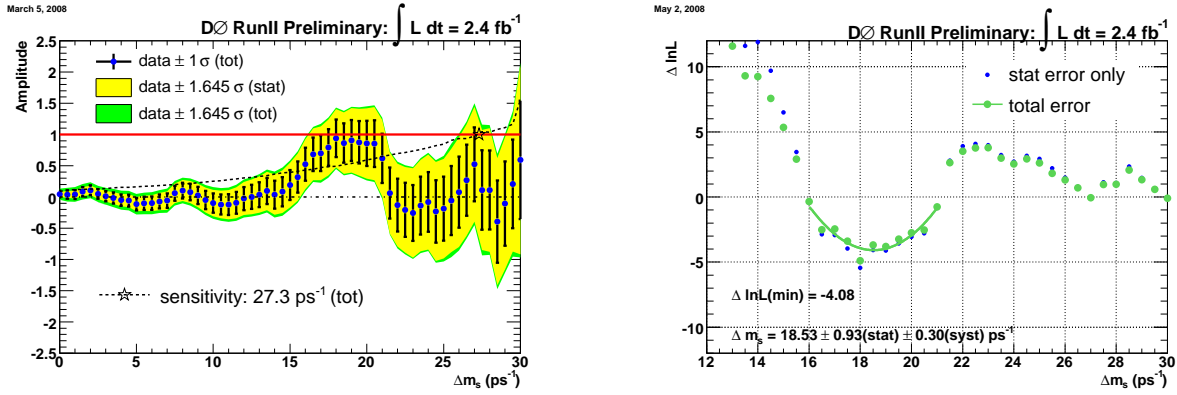 March 5, 2008
DØ RunII Preliminary: ∫ L dt = 2.4 fb⁻¹
Amplitude
2.5
2
1.5
1
0.5
0
-0.5
-1
-1.5
-2
-2.5
data ± 1 σ (tot)
data ± 1.645 σ (stat)
data ± 1.645 σ (tot)
sensitivity: 27.3 ps⁻¹ (tot)
0 5 10 15 20 25 30
Δmₛ (ps⁻¹)
May 2, 2008
DØ RunII Preliminary: ∫ L dt = 2.4 fb⁻¹
Δ lnL
10
5
0
-5
-10
stat error only
total error
Δ lnL(min) = -4.08
Δ mₛ = 18.53 ± 0.93(stat) ± 0.30(syst) ps⁻¹
12 14 16 18 20 22 24 26 28 30
Δmₛ (ps⁻¹)